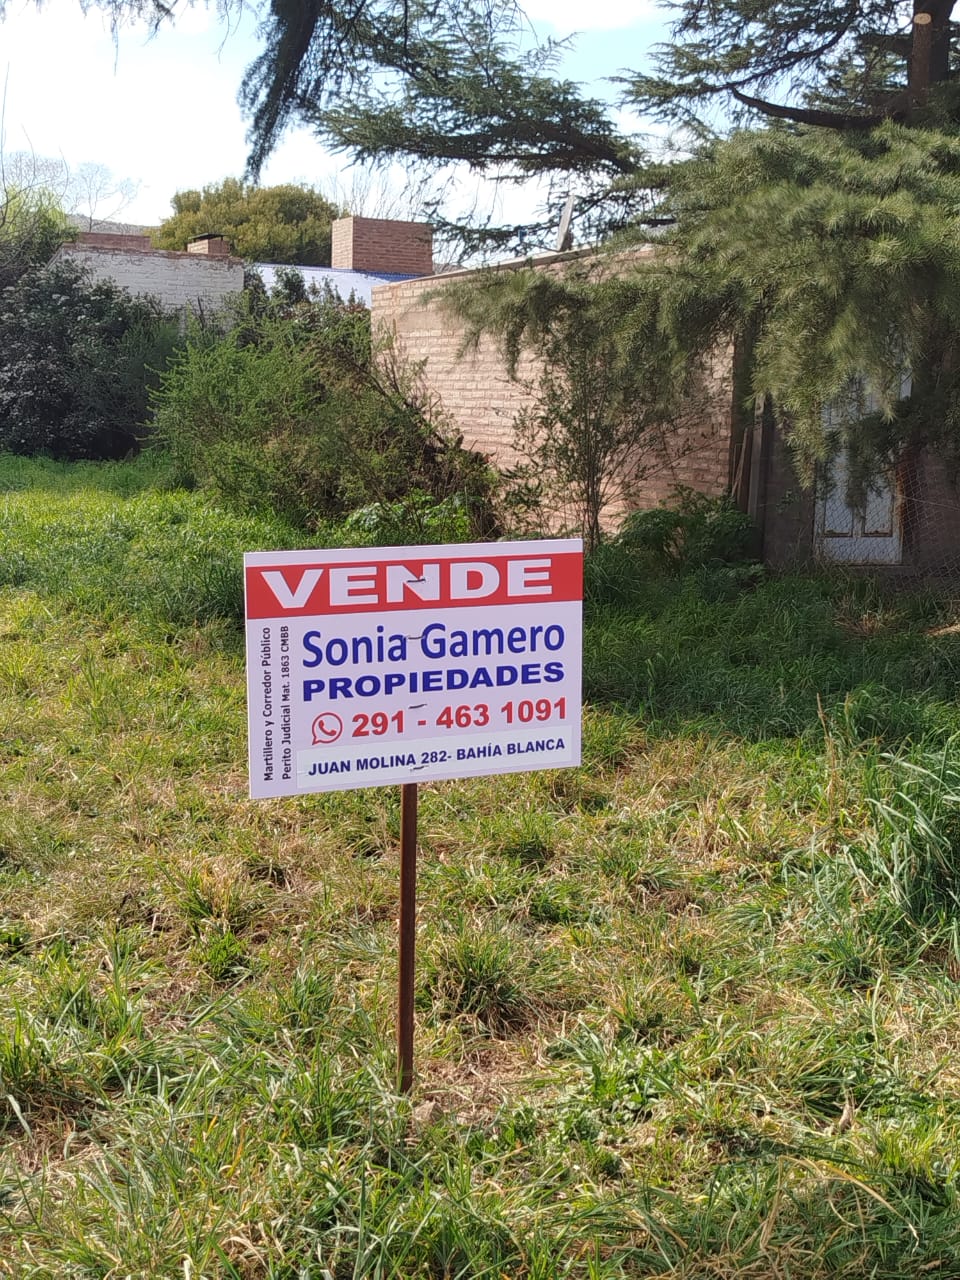 VENDE
Martillero y Corredor Público
Perito Judicial Mat. 1863 CMBB
Sonia Gamero
PROPIEDADES
291 - 463 1091
JUAN MOLINA 282- BAHÍA BLANCA